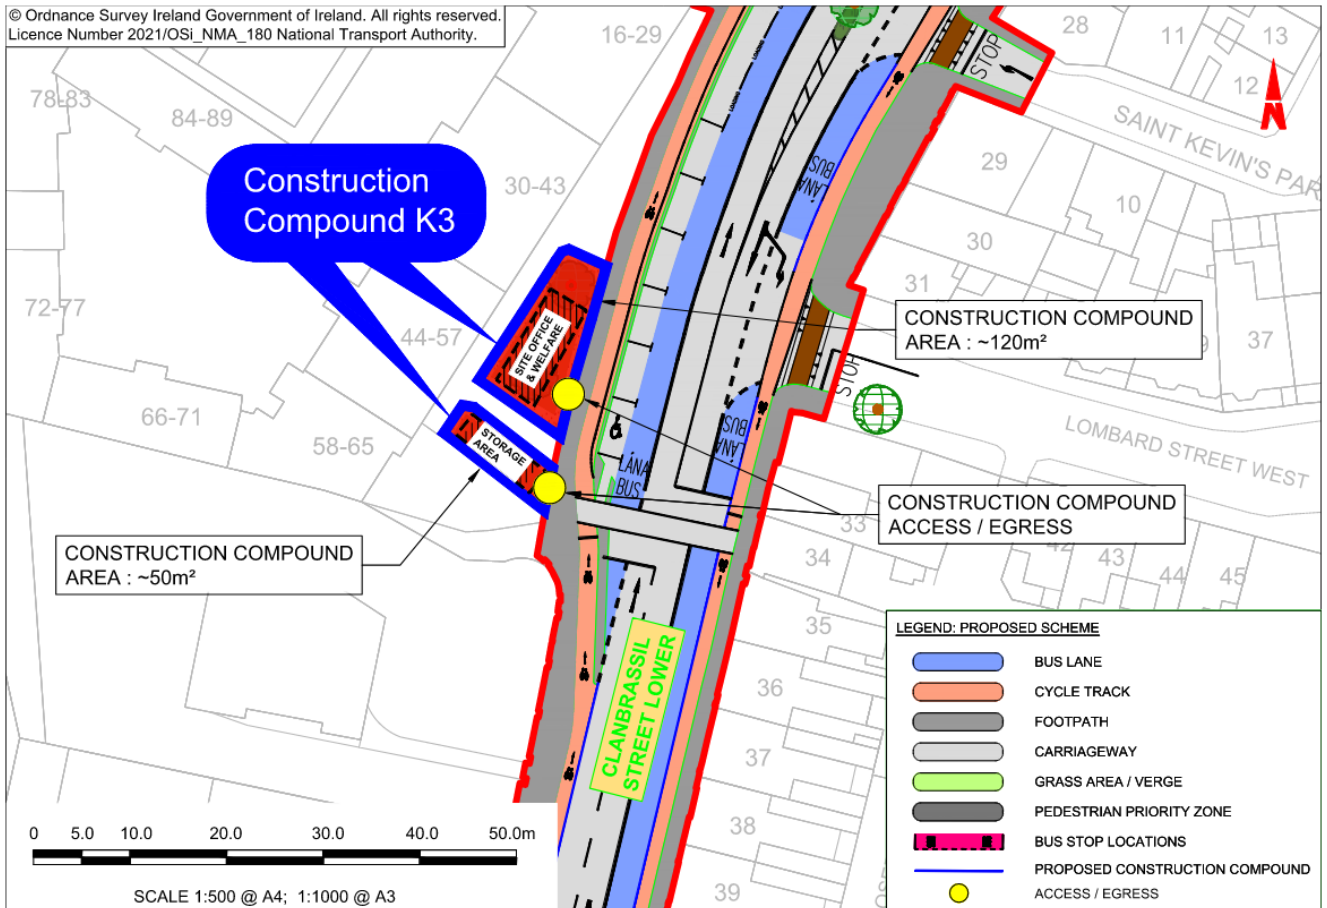 © Ordnance Survey Ireland Government of Ireland. All rights reserved.
Licence Number 2021/OSi_NMA_180 National Transport Authority.
16-29
28
11
13
12
STOP
78-83
84-89
SAINT KEVIN'S PAR
Construction
Compound K3
30-43
29
10
30
31
37
LOADING
LÁNA
BUS
72-77
44-57
SITE OFFICE
& WELFARE
CONSTRUCTION COMPOUND
AREA : ~120m²
STOP
66-71
58-65
STORAGE
AREA
LÁNA
BUS
LÁNA
BUS
LOMBARD STREET WEST
CONSTRUCTION COMPOUND
ACCESS / EGRESS
33
34
42
43
44
45
CONSTRUCTION COMPOUND
AREA : ~50m²
35
36
37
38
39
CLANBRASSIL
STREET LOWER
LEGEND: PROPOSED SCHEME
BUS LANE
CYCLE TRACK
FOOTPATH
CARRIAGEWAY
GRASS AREA / VERGE
PEDESTRIAN PRIORITY ZONE
BUS STOP LOCATIONS
PROPOSED CONSTRUCTION COMPOUND
ACCESS / EGRESS
0 5.0 10.0 20.0 30.0 40.0 50.0m
SCALE 1:500 @ A4; 1:1000 @ A3
N